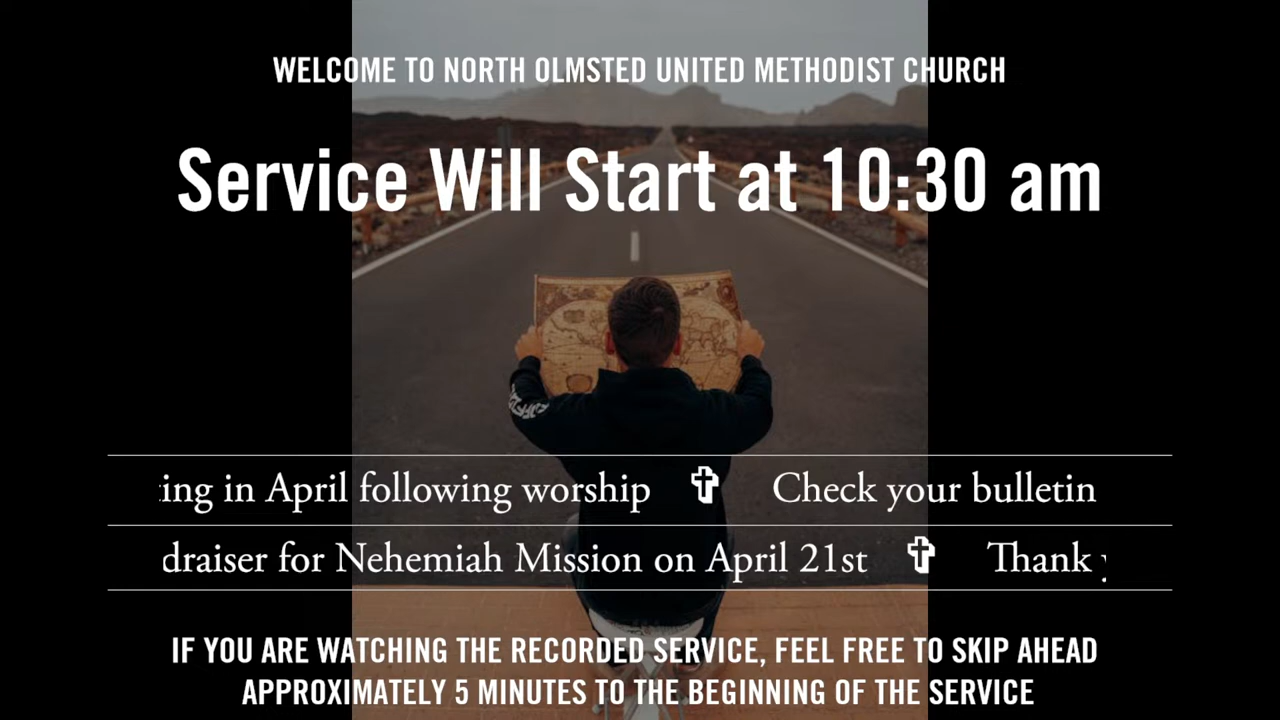 WELCOME TO NORTH OLMSTED UNITED METHODIST CHURCH
Service Will Start at 10:30 am
ing in April following worship ✞ Check your bulletin
draiser for Nehemiah Mission on April 21st ✞ Thank
IF YOU ARE WATCHING THE RECORDED SERVICE, FEEL FREE TO SKIP AHEAD
APPROXIMATELY 5 MINUTES TO THE BEGINNING OF THE SERVICE